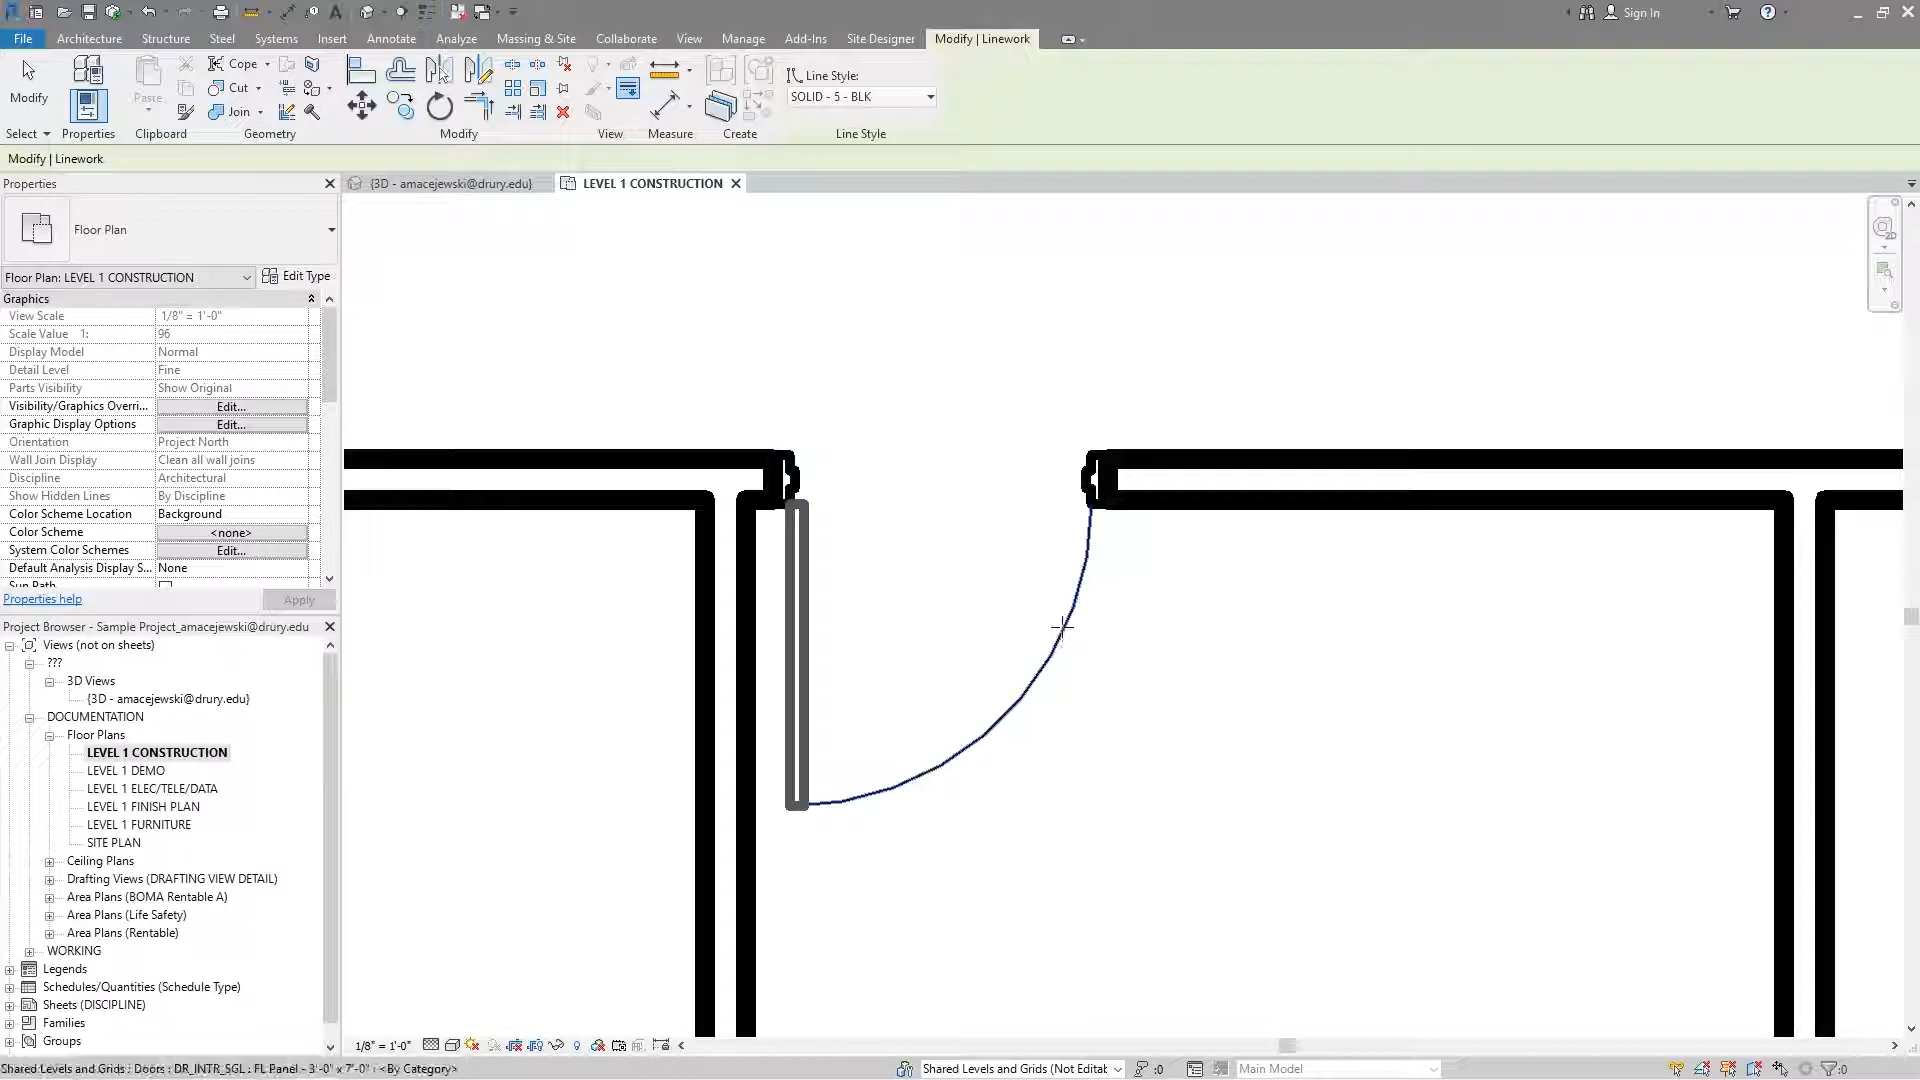 Sign In
File
Architecture
Structure
Steel
Systems
Insert
Annotate
Analyze
Massing & Site
Collaborate
View
Manage
Add-Ins
Site Designer
Modify | Linework
Modify
Paste
Cope
Cut
Join
Line Style:
SOLID - 5 - BLK
Select
Properties
Clipboard
Geometry
Modify
View
Measure
Create
Line Style
Modify | Linework
Properties
{3D - amacejewski@drury.edu}
LEVEL 1 CONSTRUCTION
2D
Floor Plan
Floor Plan: LEVEL 1 CONSTRUCTION
Edit Type
Graphics
View Scale 1/8" = 1'-0"
Scale Value 1: 96
Display Model Normal
Detail Level Fine
Parts Visibility Show Original
Visibility/Graphics Overri... Edit...
Graphic Display Options Edit...
Orientation Project North
Wall Join Display Clean all wall joins
Discipline Architectural
Show Hidden Lines By Discipline
Color Scheme Location Background
Color Scheme <none>
System Color Schemes Edit...
Default Analysis Display S... None
Sun Path
Properties help
Apply
Project Browser - Sample Project_amacejewski@drury.edu
Views (not on sheets)
???
3D Views
{3D - amacejewski@drury.edu}
DOCUMENTATION
Floor Plans
LEVEL 1 CONSTRUCTION
LEVEL 1 DEMO
LEVEL 1 ELEC/TELE/DATA
LEVEL 1 FINISH PLAN
LEVEL 1 FURNITURE
SITE PLAN
Ceiling Plans
Drafting Views (DRAFTING VIEW DETAIL)
Area Plans (BOMA Rentable A)
Area Plans (Life Safety)
Area Plans (Rentable)
WORKING
Legends
Schedules/Quantities (Schedule Type)
Sheets (DISCIPLINE)
Families
Groups
1/8" = 1'-0"
Shared Levels and Grids : Doors : DR_INTR_SGL : FL Panel - 3'-0" x 7'-0" : <By Category>
Shared Levels and Grids (Not Editab
:0
Main Model
:0